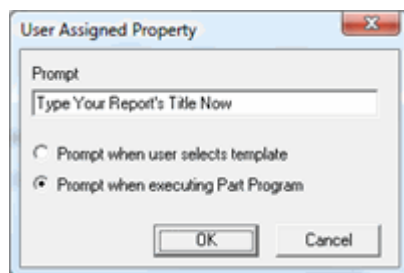 User Assigned Property
Prompt
Type Your Report's Title Now
Prompt when user selects template
Prompt when executing Part Program
OK
Cancel